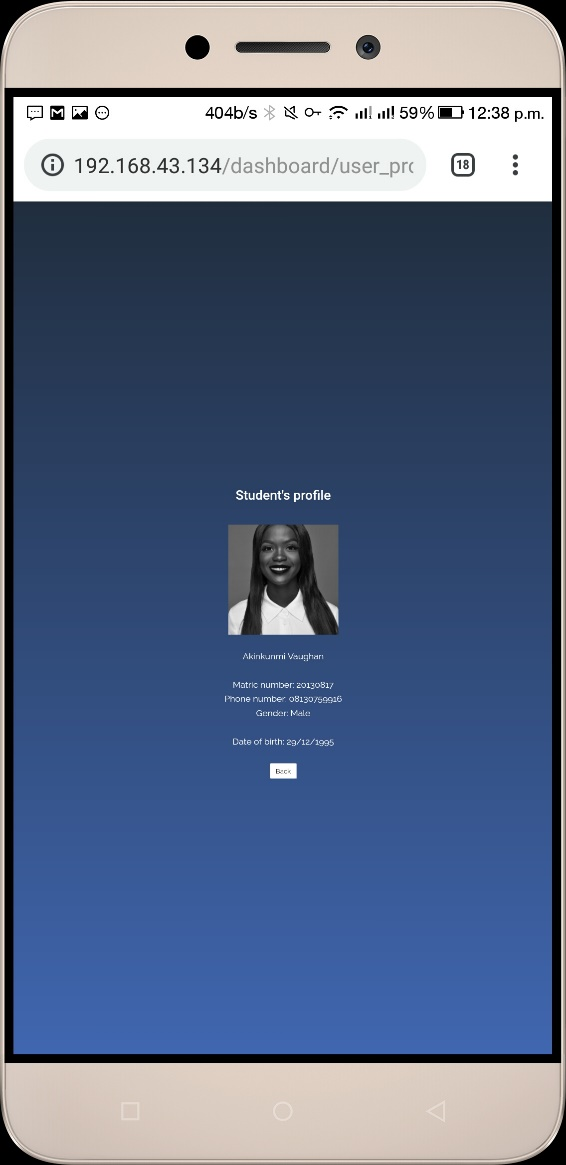 404b/s 59% 12:38 p.m.
192.168.43.134/dashboard/user_pro
18
Student's profile
Akinkunmi Vaughan
Matric number: 20130817
Phone number: 08130759916
Gender: Male
Date of birth: 29/12/1995
Back